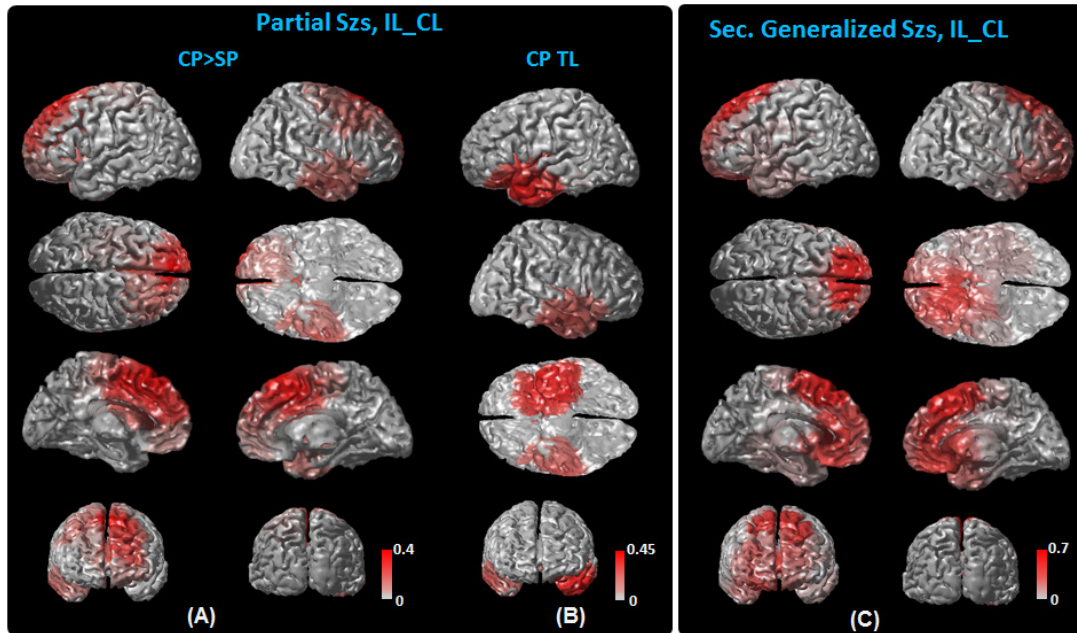 Partial Szs, IL_CL
CP>SP
CP TL
0.4
0
(A)
0.45
0
(B)
Sec. Generalized Szs, IL_CL
0.7
0
(C)